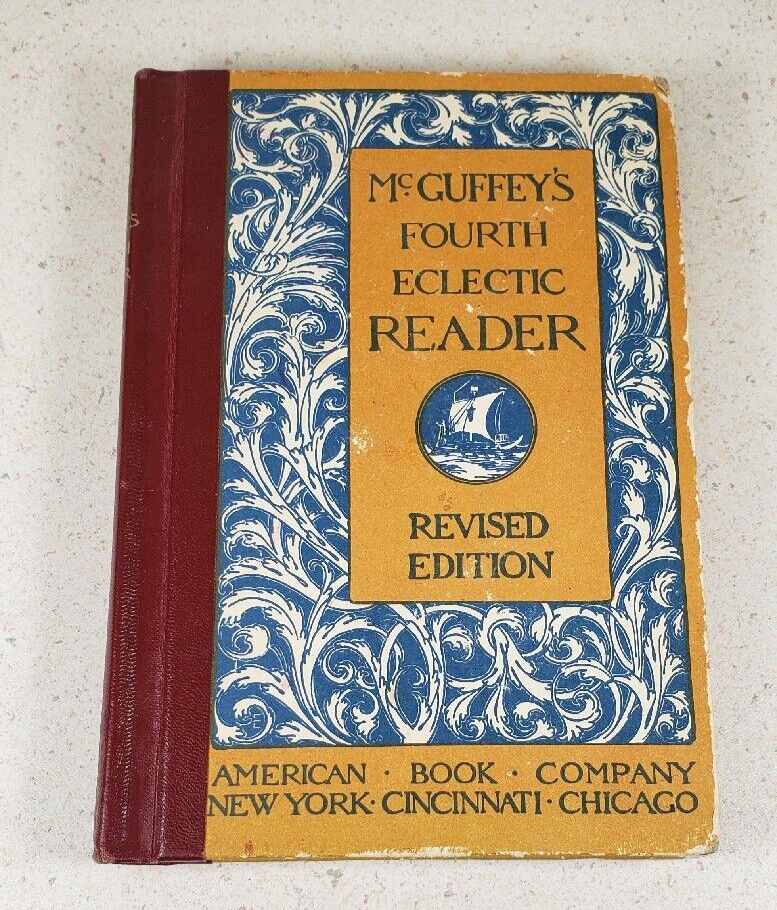 McGUFFEY'S
FOURTH
ECLECTIC
READER
REVISED
EDITION
AMERICAN · BOOK · COMPANY
NEW YORK · CINCINNATI · CHICAGO